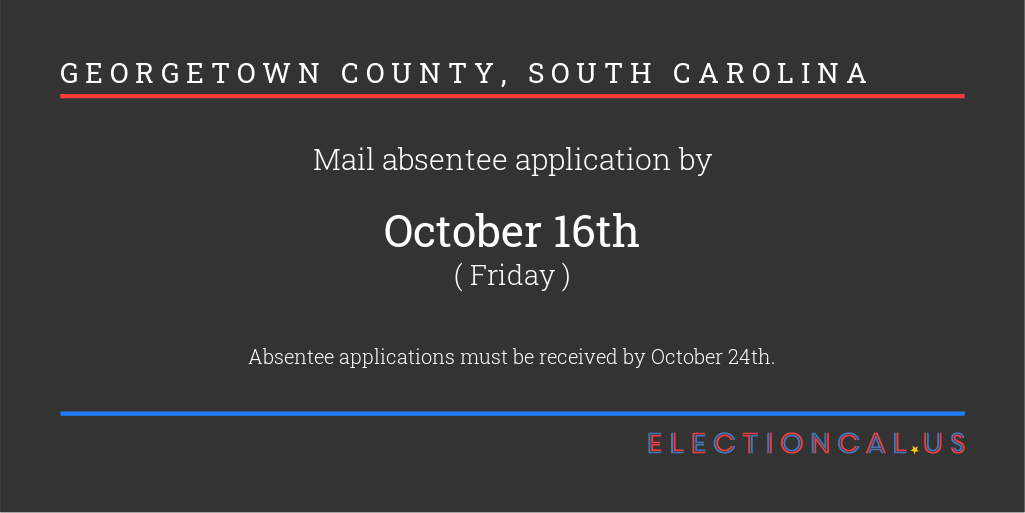 GEORGETOWN COUNTY, SOUTH CAROLINA
Mail absentee application by
October 16th
( Friday )
Absentee applications must be received by October 24th.
ELECTIONCAL.US